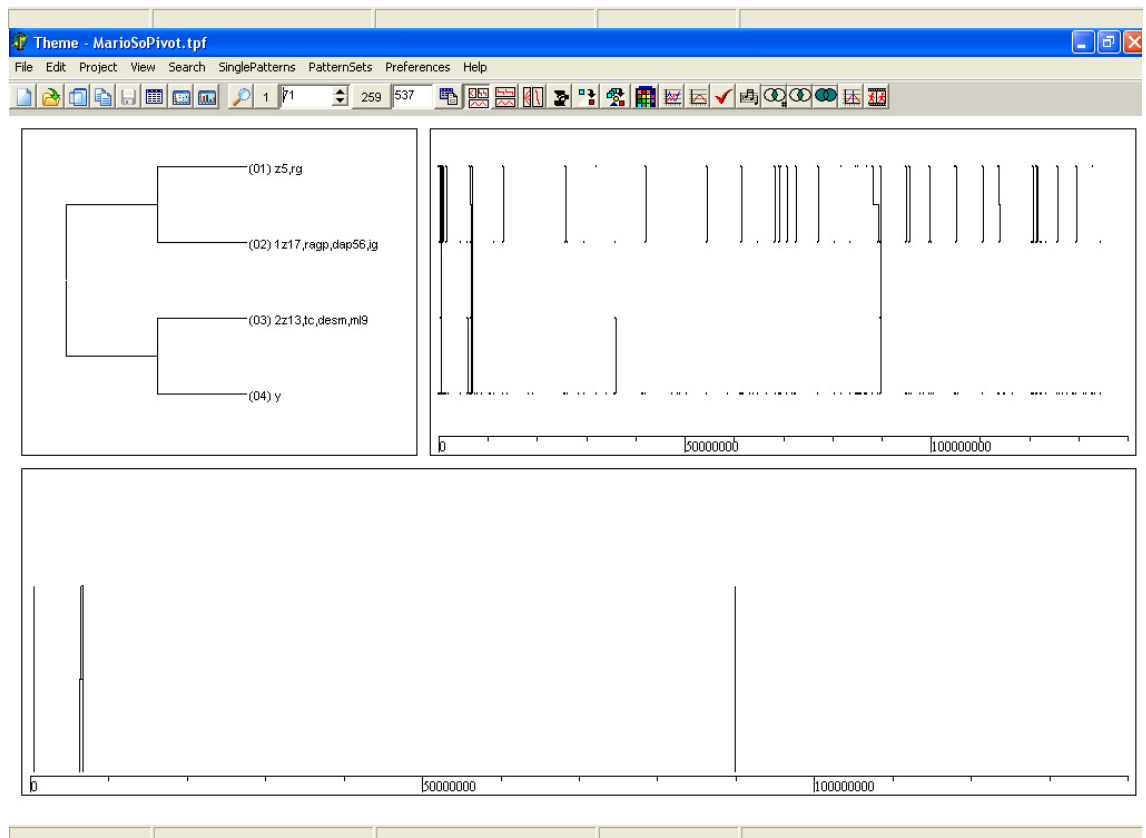 Theme - MarioSoPivot.tpf
File Edit Project View Search SinglePatterns PatternSets Preferences Help
1 71 259 537
(01) z5,rg
(02) 1z17,ragp,dap56,jg
(03) 2z13,tc,desm,ml9
(04) y
0 50000000 100000000
0 50000000 100000000